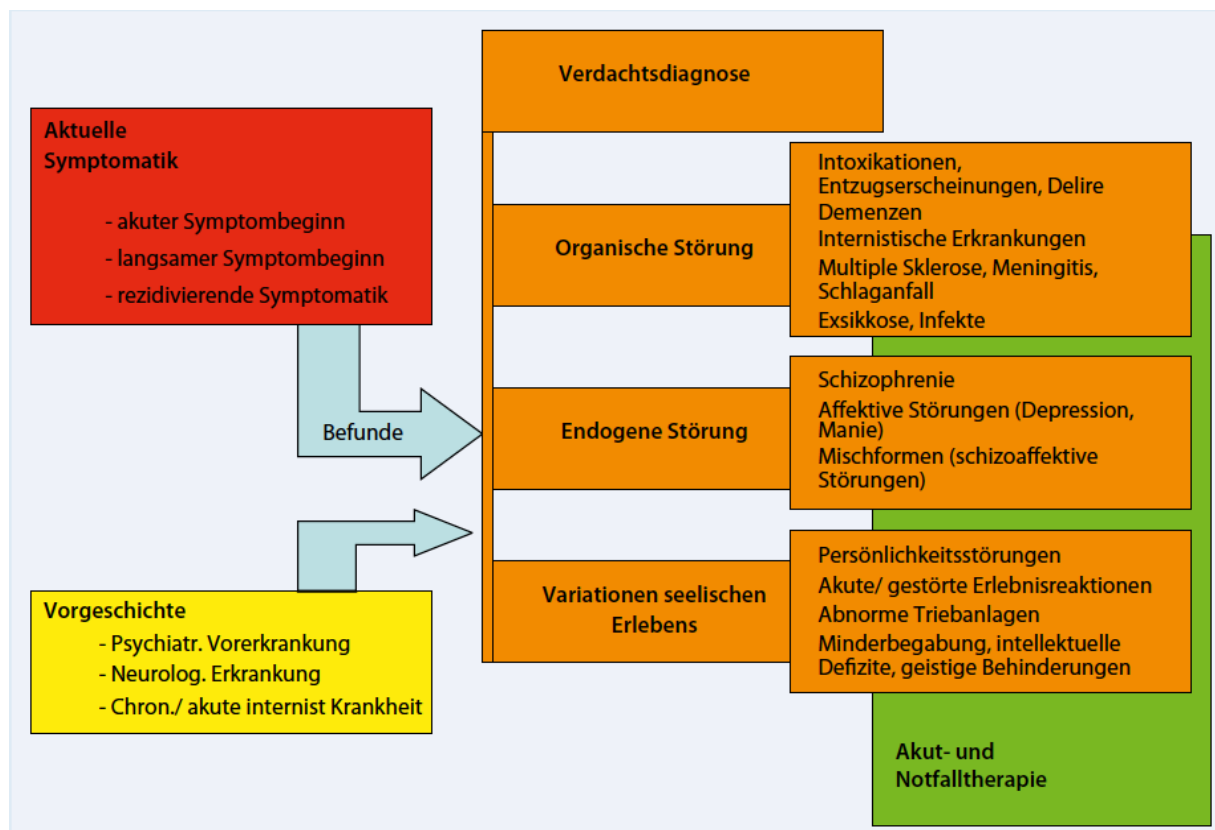 Verdachtsdiagnose
Aktuelle
Symptomatik
- akuter Symptombeginn
- langsamer Symptombeginn
- rezidivierende Symptomatik
Befunde
Vorgeschichte
- Psychiatr. Vorerkrankung
- Neurolog. Erkrankung
- Chron./ akute internist Krankheit
Organische Störung
Intoxikationen,
Entzugserscheinungen, Delire
Demenzen
Internistische Erkrankungen
Multiple Sklerose, Meningitis,
Schlaganfall
Exsikkose, Infekte
Endogene Störung
Schizophrenie
Affektive Störungen (Depression,
Manie)
Mischformen (schizoaffektive
Störungen)
Variationen seelischen
Erlebens
Persönlichkeitsstörungen
Akute/ gestörte Erlebnisreaktionen
Abnorme Triebanlagen
Minderbegabung, intellektuelle
Defizite, geistige Behinderungen
Akut- und
Notfalltherapie